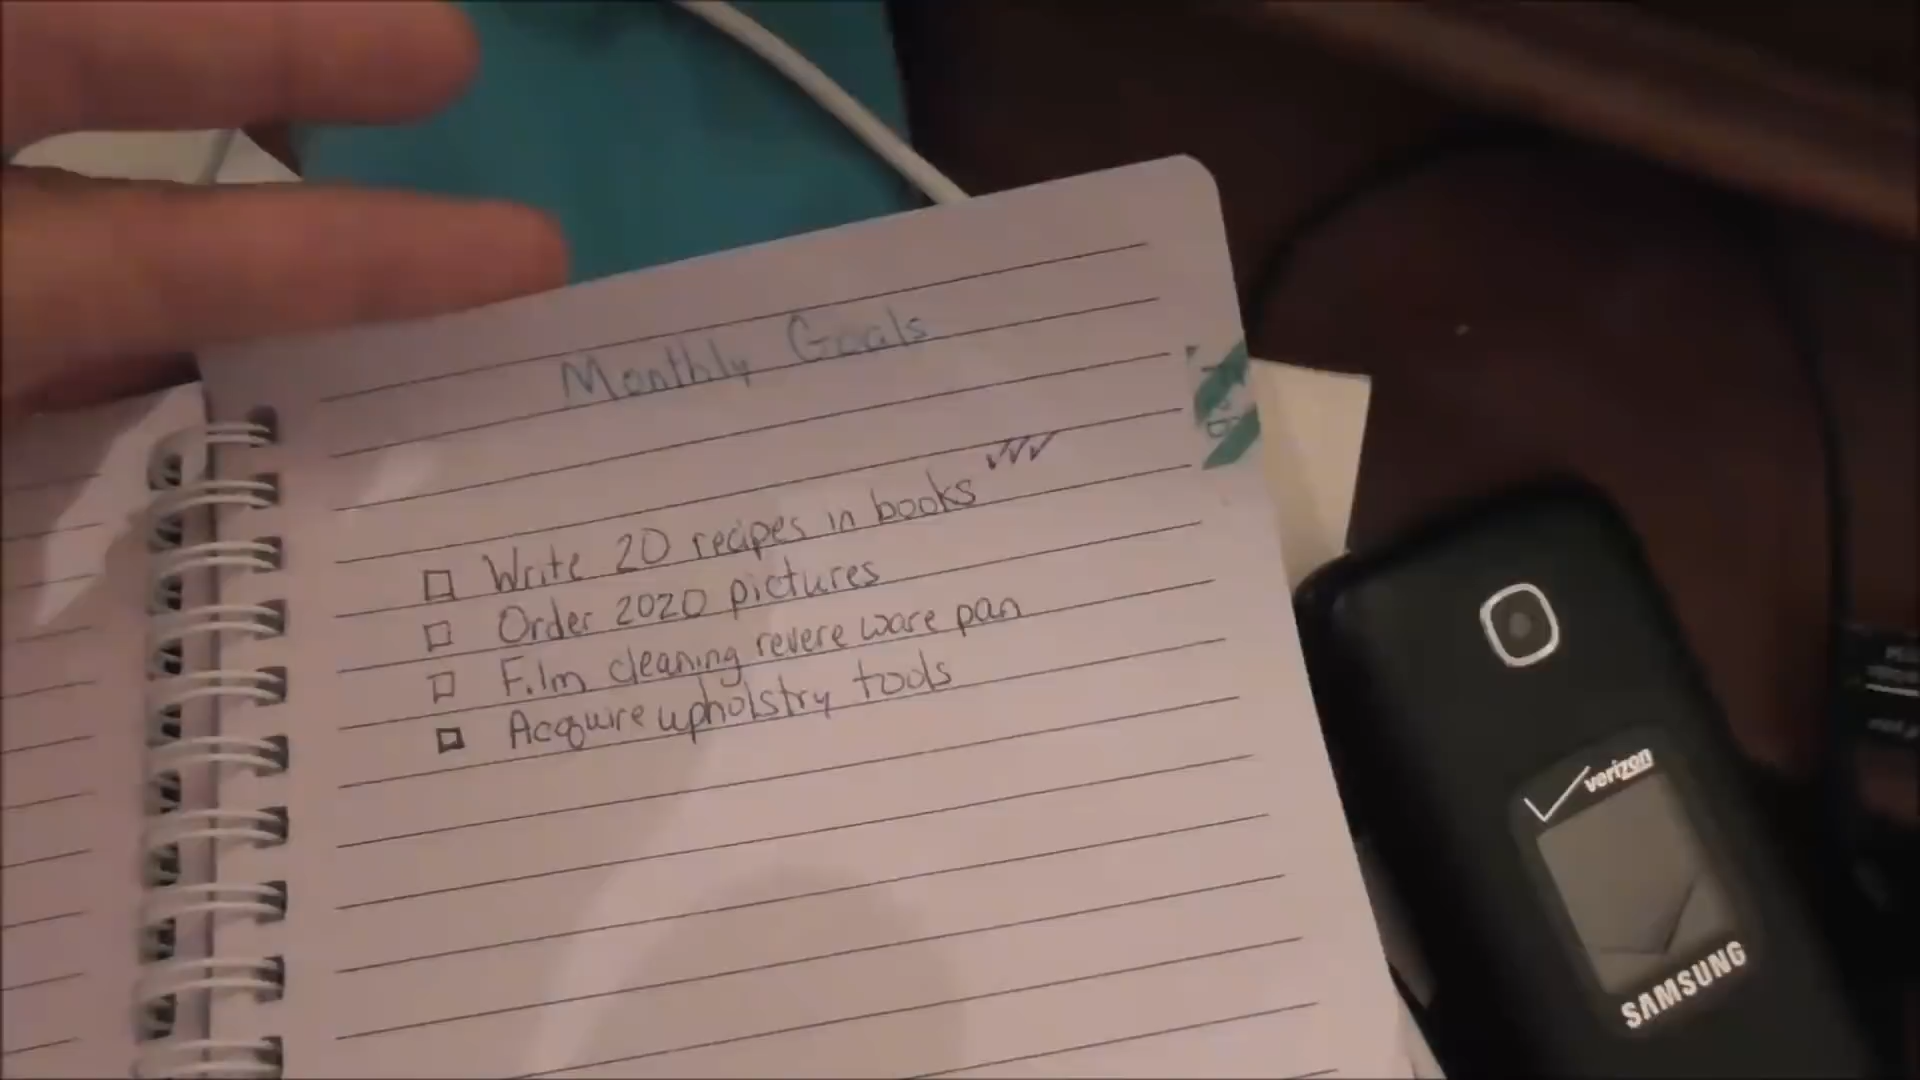 Monthly Goals
Write 20 recipes in books
Order 2020 pictures
Film cleaning revere ware pan
Acquire upholstry tools
verizon
SAMSUNG